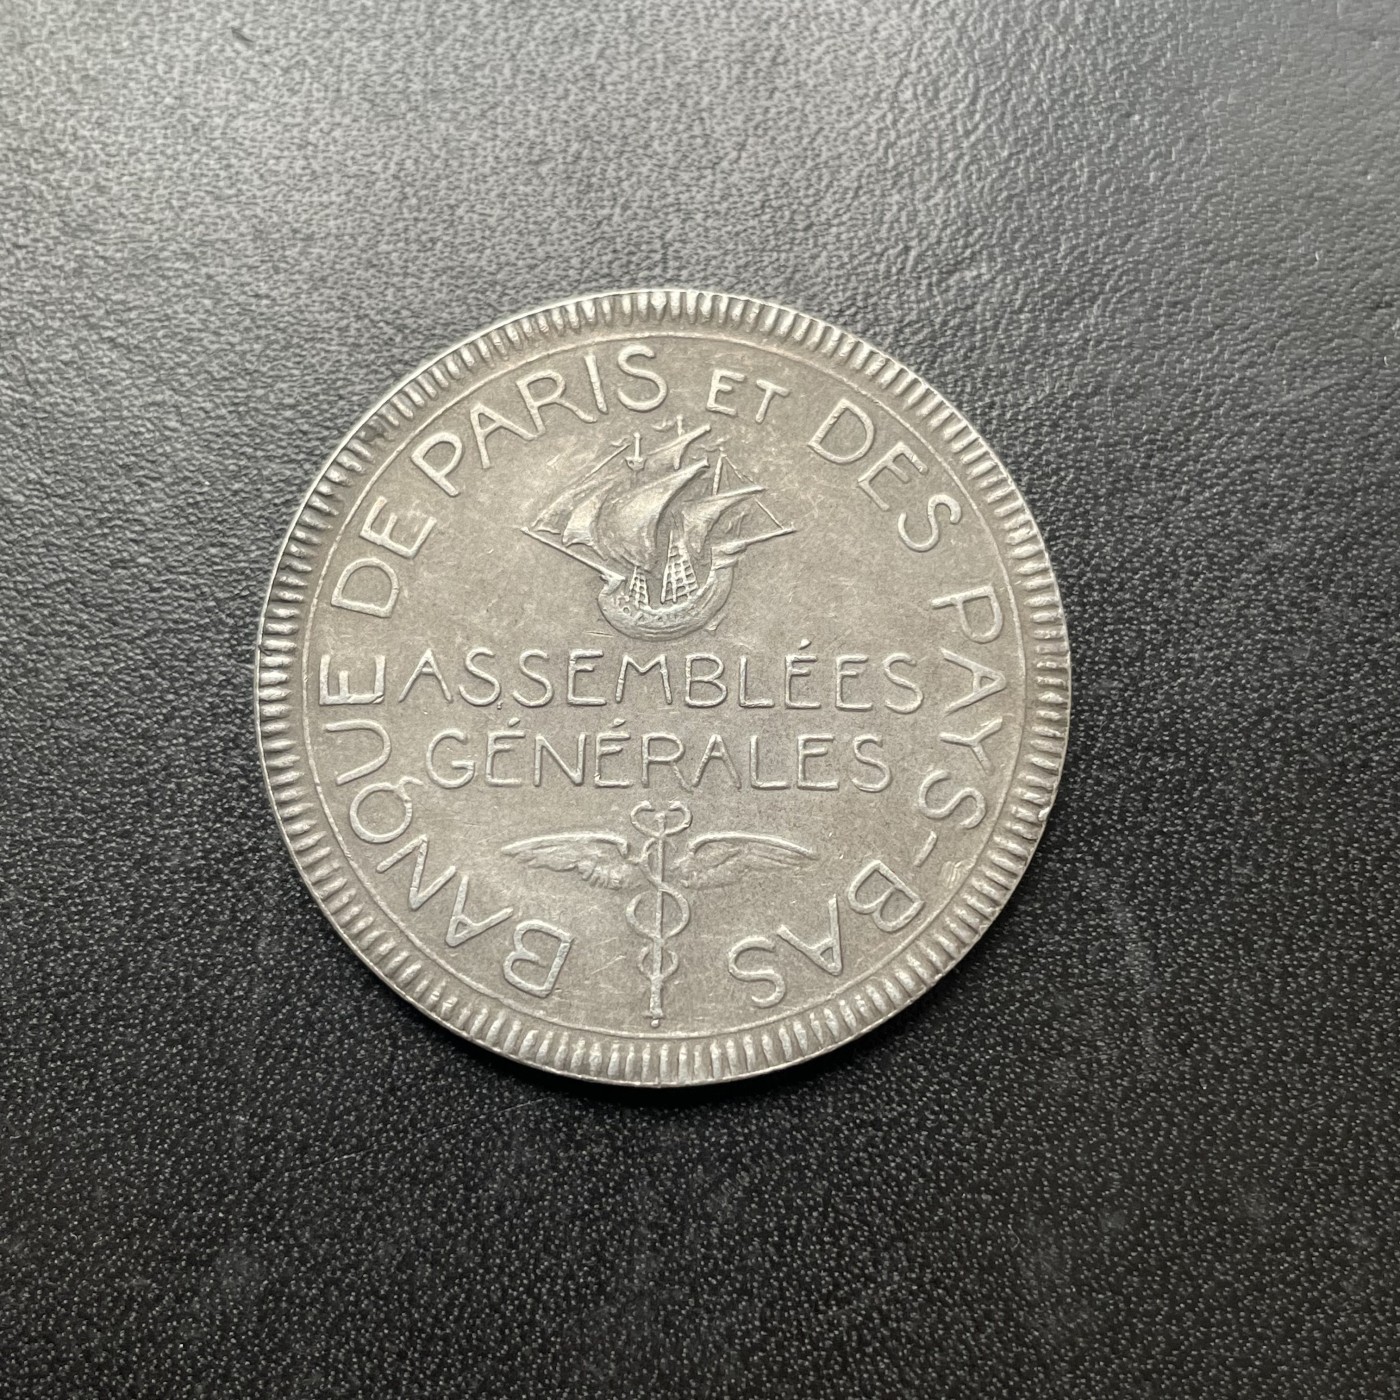 BANQUE DE PARIS ET DES PAYS-BAS
ASSEMBLÉES
GÉNÉRALES